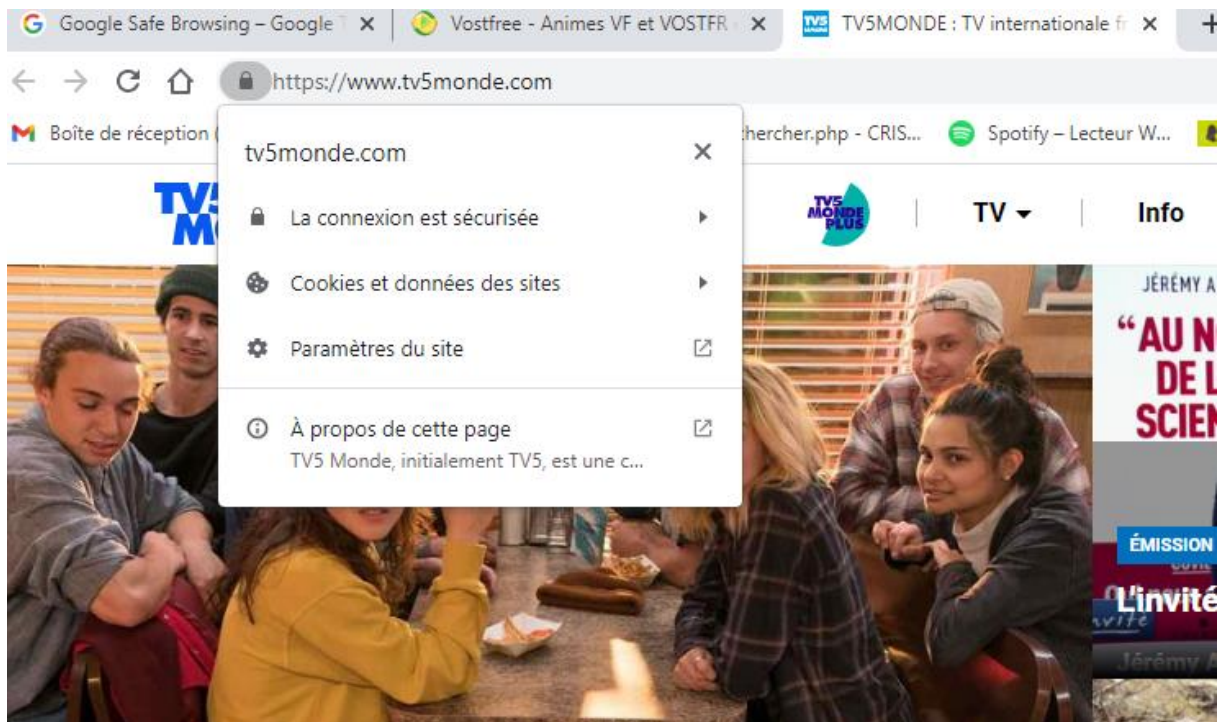 Google Safe Browsing – Google T
Vostfree - Animes VF et VOSTFR
TV5MONDE : TV internationale fr
https://www.tv5monde.com
Boîte de réception (
chercher.php - CRIS...
Spotify – Lecteur W...
tv5monde.com
La connexion est sécurisée
Cookies et données des sites
Paramètres du site
À propos de cette page
TV5 Monde, initialement TV5, est une c...
TV5
MONDE
PLUS
TV
Info
JÉRÉMY A
“AU N
DE L
SCIEN
ÉMISSION
L'invité
Jérémy A